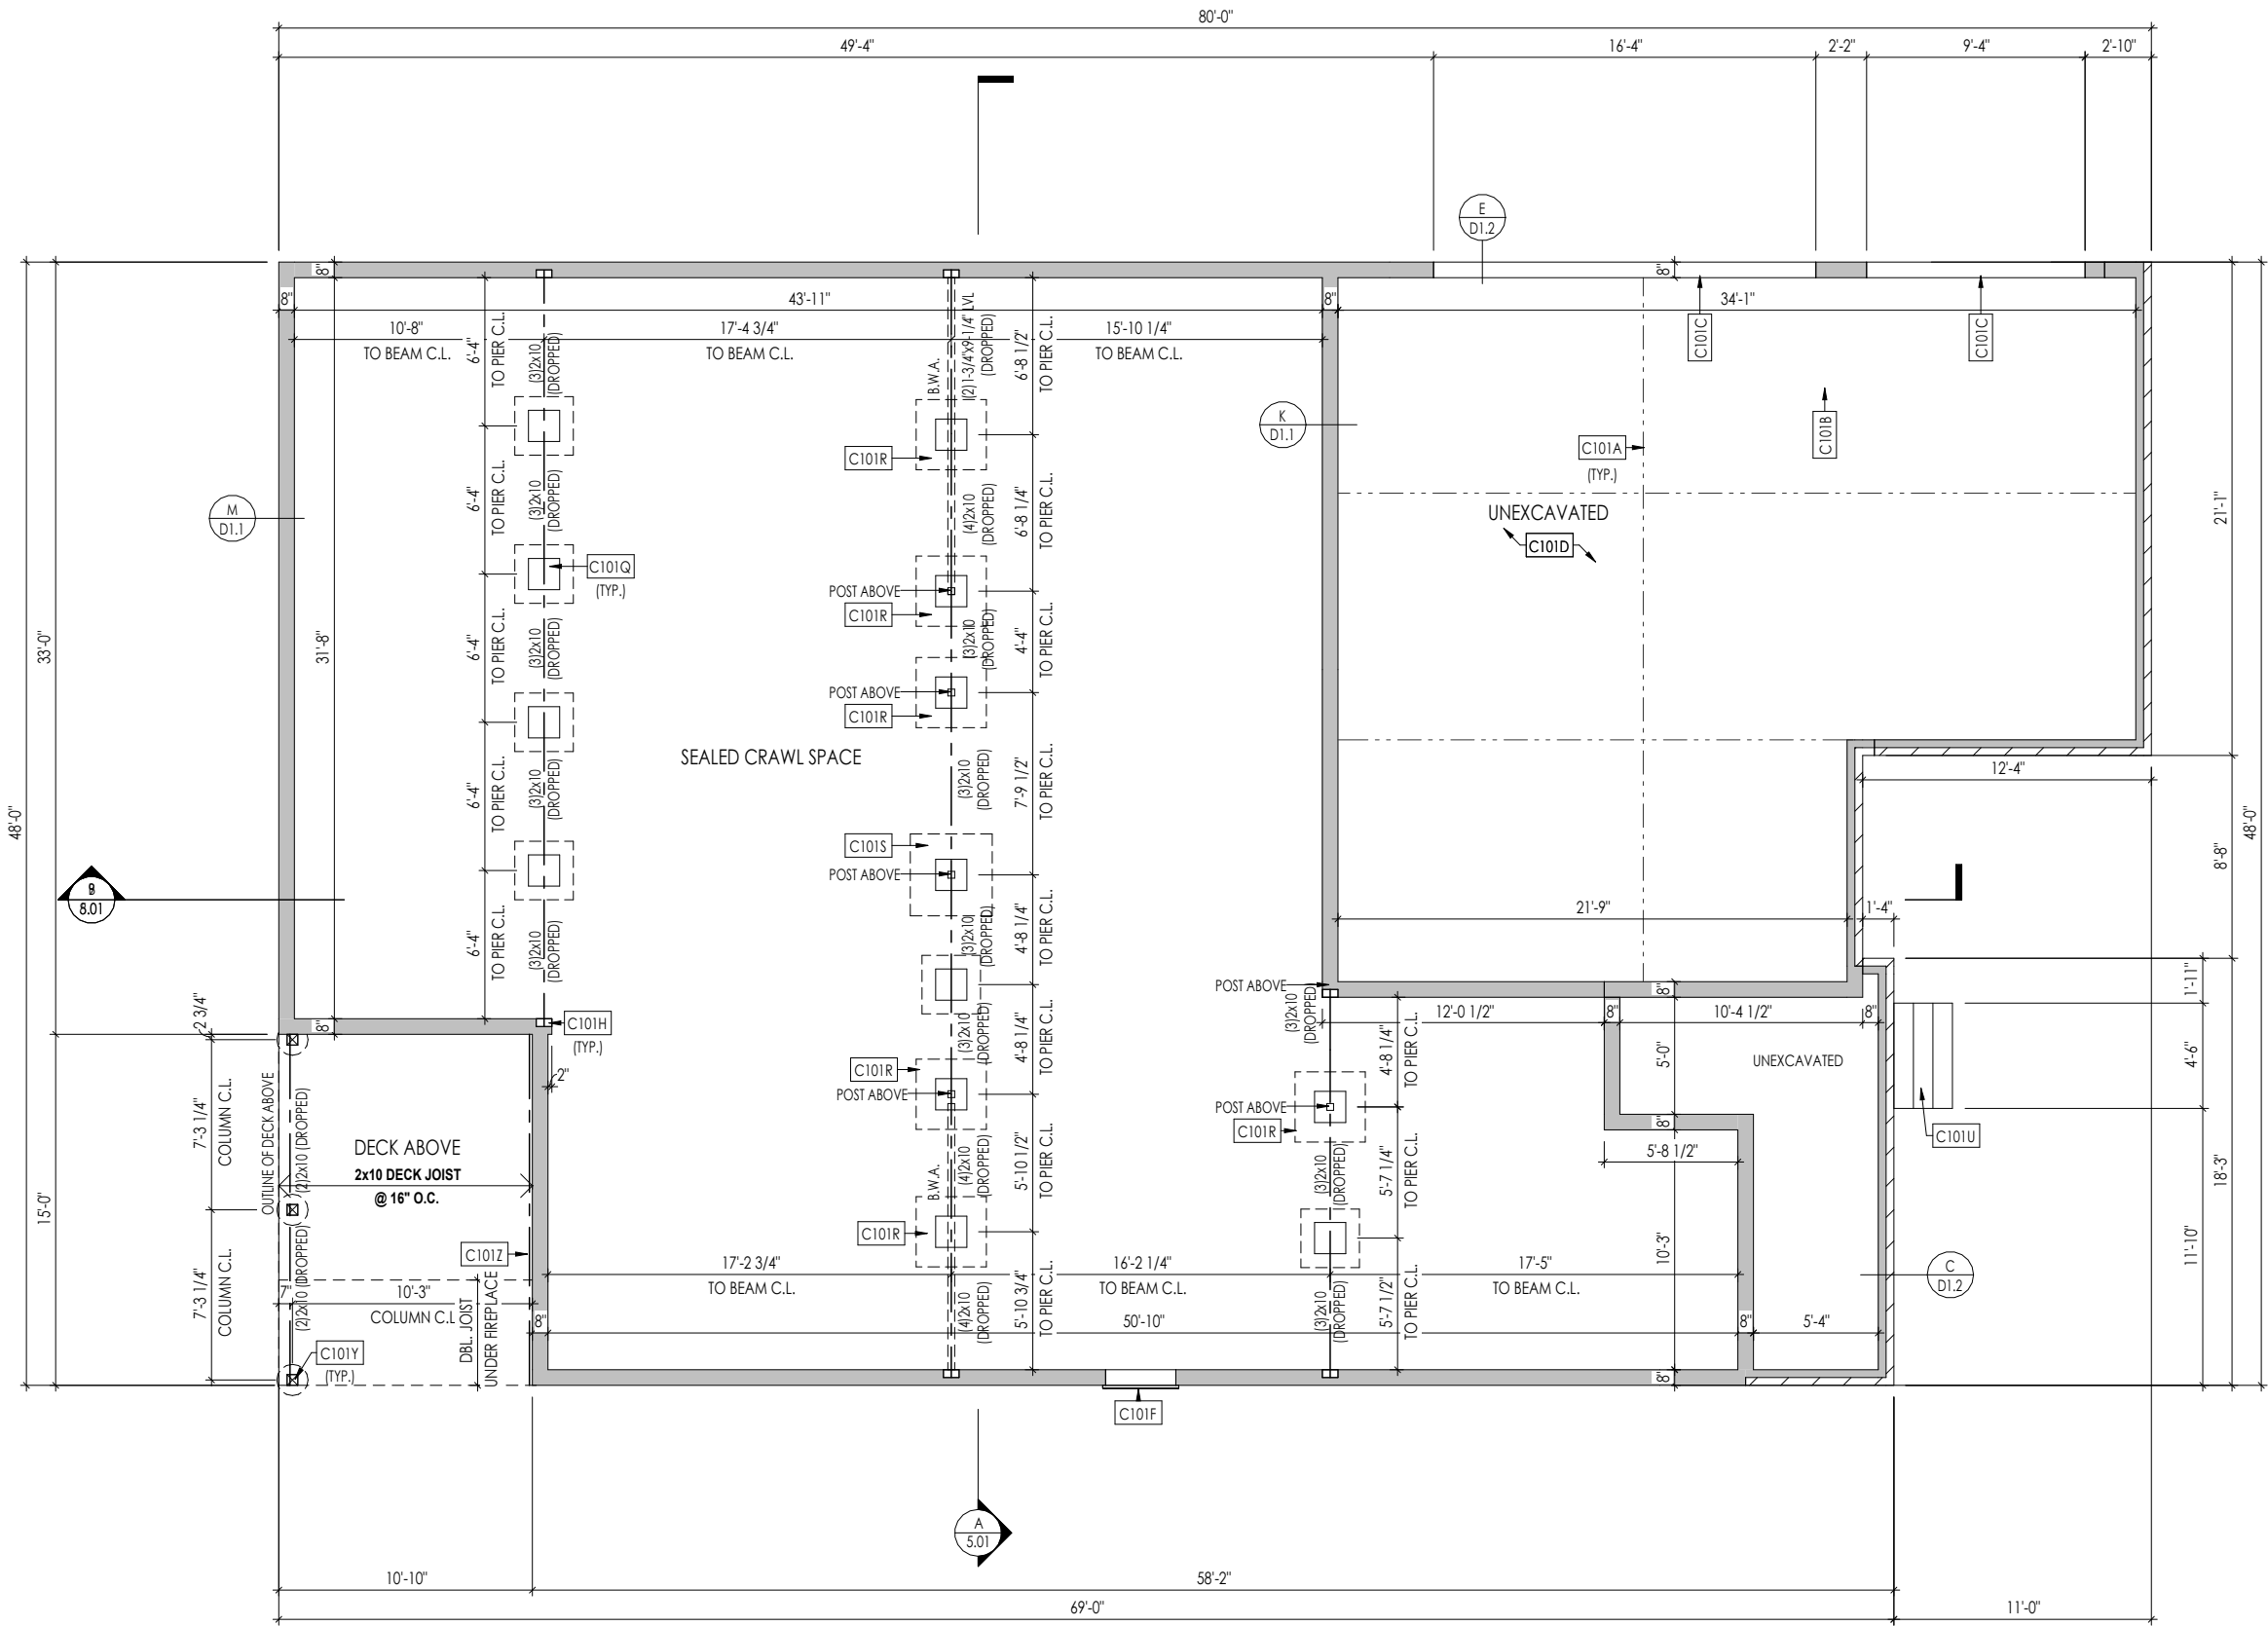 80'-0"
49'-4"
16'-4"
2'-2"
9'-4"
2'-10"
E
D1.2
8"
8"
8"
43'-11"
8"
34'-1"
10'-8"
TO BEAM C.L.
17'-4 3/4"
TO BEAM C.L.
15'-10 1/4"
TO BEAM C.L.
C101C
C101C
C101B
C101A
(TYP.)
UNEXCAVATED
C101D
K
D1.1
M
D1.1
48'-0"
33'-0"
31'-8"
15'-0"
6'-4"
TO PIER C.L.
(3)2x10
(DROPPED)
6'-4"
TO PIER C.L.
(3)2x10
(DROPPED)
6'-4"
TO PIER C.L.
(3)2x10
(DROPPED)
6'-4"
TO PIER C.L.
(3)2x10
(DROPPED)
6'-4"
TO PIER C.L.
(3)2x10
(DROPPED)
C101Q
(TYP.)
B.W.A.
(2)1-3/4"x9-1/4" LVL
(DROPPED)
6'-8 1/2"
TO PIER C.L.
C101R
(4)2x10
(DROPPED)
6'-8 1/4"
TO PIER C.L.
POST ABOVE
C101R
(3)2x10
(DROPPED)
4'-4"
TO PIER C.L.
POST ABOVE
C101R
SEALED CRAWL SPACE
(3)2x10
(DROPPED)
7'-9 1/2"
TO PIER C.L.
C101S
POST ABOVE
(3)2x10
(DROPPED)
4'-8 1/4"
TO PIER C.L.
(3)2x10
(DROPPED)
4'-8 1/4"
TO PIER C.L.
C101R
POST ABOVE
(4)2x10
(DROPPED)
5'-10 1/2"
TO PIER C.L.
B.W.A.
C101R
(4)2x10
(DROPPED)
5'-10 3/4"
TO PIER C.L.
8.01
21'-1"
12'-4"
8'-8"
48'-0"
21'-9"
1'-4"
1'-11"
4'-6"
18'-3"
11'-10"
C101U
C
D1.2
POST ABOVE
(3)2x10
(DROPPED)
8"
12'-0 1/2"
8"
10'-4 1/2"
8"
4'-8 1/4"
TO PIER C.L.
5'-0"
UNEXCAVATED
POST ABOVE
C101R
8"
5'-8 1/2"
(3)2x10
(DROPPED)
5'-7 1/4"
TO PIER C.L.
10'-3"
(3)2x10
(DROPPED)
5'-7 1/2"
TO PIER C.L.
17'-2 3/4"
TO BEAM C.L.
16'-2 1/4"
TO BEAM C.L.
17'-5"
TO BEAM C.L.
8"
50'-10"
8"
5'-4"
8"
C101H
(TYP.)
2"
8"
2 3/4"
7'-3 1/4"
COLUMN C.L.
7'-3 1/4"
COLUMN C.L.
OUTLINE OF DECK ABOVE
(2)2x10 (DROPPED)
(2)2x10 (DROPPED)
DECK ABOVE
2x10 DECK JOIST
@ 16" O.C.
C101Z
7"
10'-3"
COLUMN C.L
DBL. JOIST
UNDER FIREPLACE
C101Y
(TYP.)
C101F
A
5.01
10'-10"
58'-2"
69'-0"
11'-0"